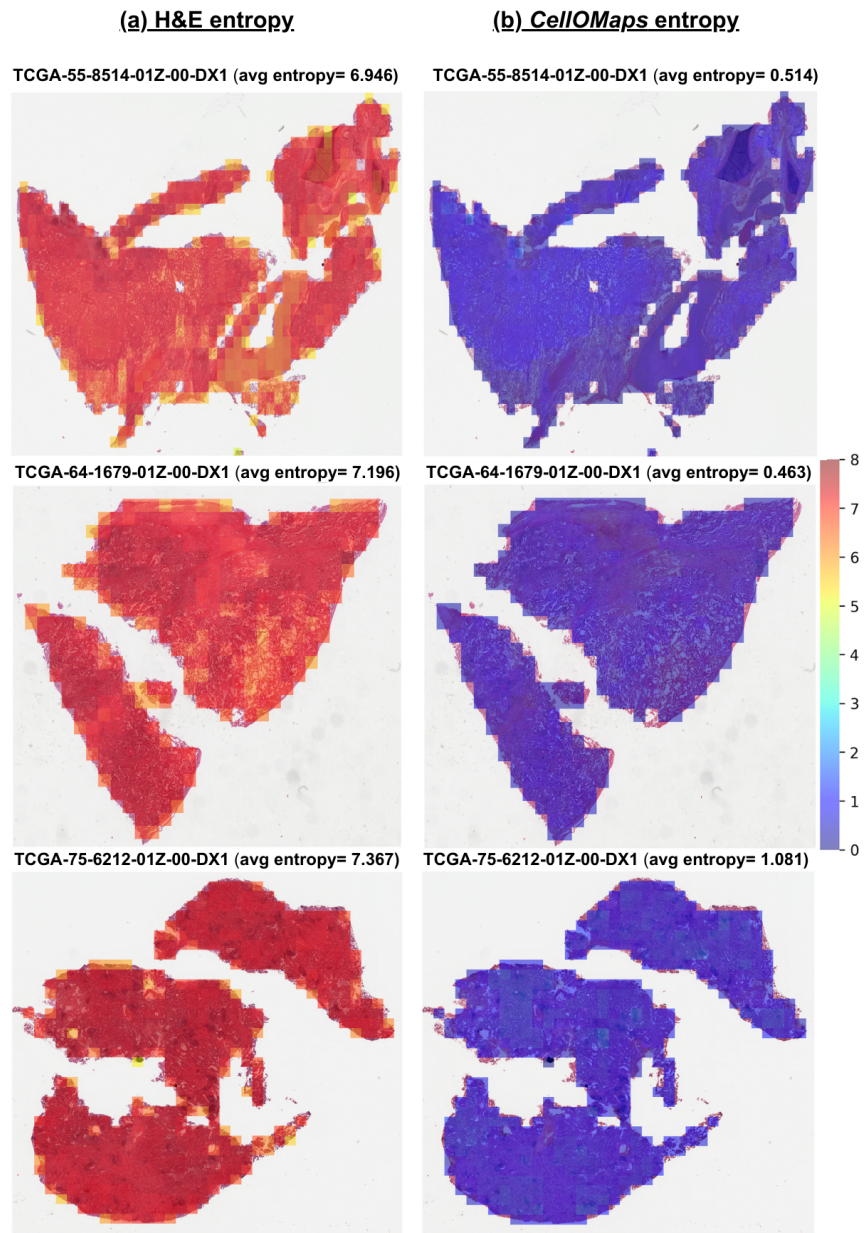 (a) H&E entropy
(b) CellOMaps entropy
TCGA-55-8514-01Z-00-DX1 (avg entropy= 6.946)
TCGA-55-8514-01Z-00-DX1 (avg entropy= 0.514)
TCGA-64-1679-01Z-00-DX1 (avg entropy= 7.196)
TCGA-64-1679-01Z-00-DX1 (avg entropy= 0.463)
8
7
6
5
4
3
2
1
0
TCGA-75-6212-01Z-00-DX1 (avg entropy= 7.367)
TCGA-75-6212-01Z-00-DX1 (avg entropy= 1.081)